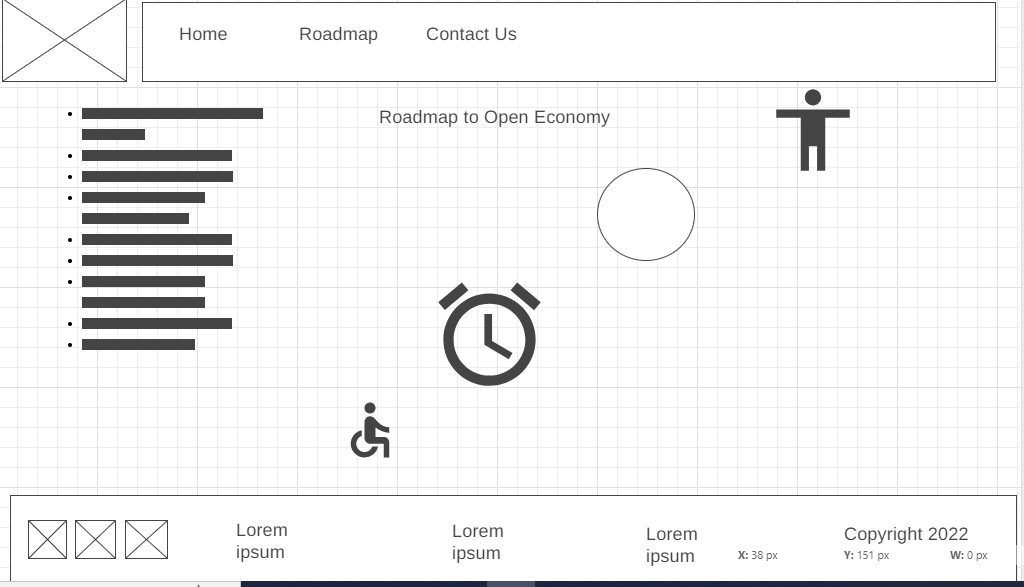 Home Roadmap Contact Us
Roadmap to Open Economy
Lorem
ipsum
Lorem
ipsum
Lorem
ipsum
Copyright 2022
X: 38 px Y: 151 px W: 0 px